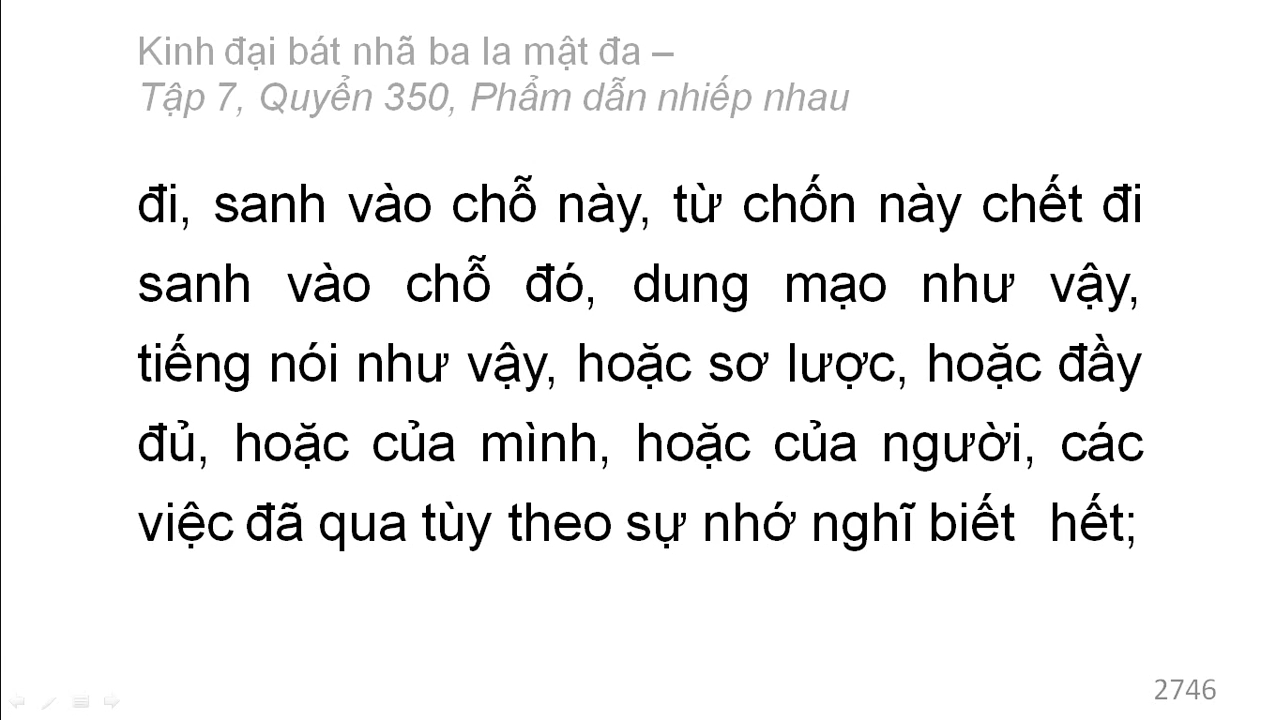 Kinh đại bát nhã ba la mật đa –
Tập 7, Quyển 350, Phẩm dẫn nhiếp nhau
đi, sanh vào chỗ này, từ chốn này chết đi
sanh vào chỗ đó, dung mạo như vậy,
tiếng nói như vậy, hoặc sơ lược, hoặc đầy
đủ, hoặc của mình, hoặc của người, các
việc đã qua tùy theo sự nhớ nghĩ biết hết;
2746